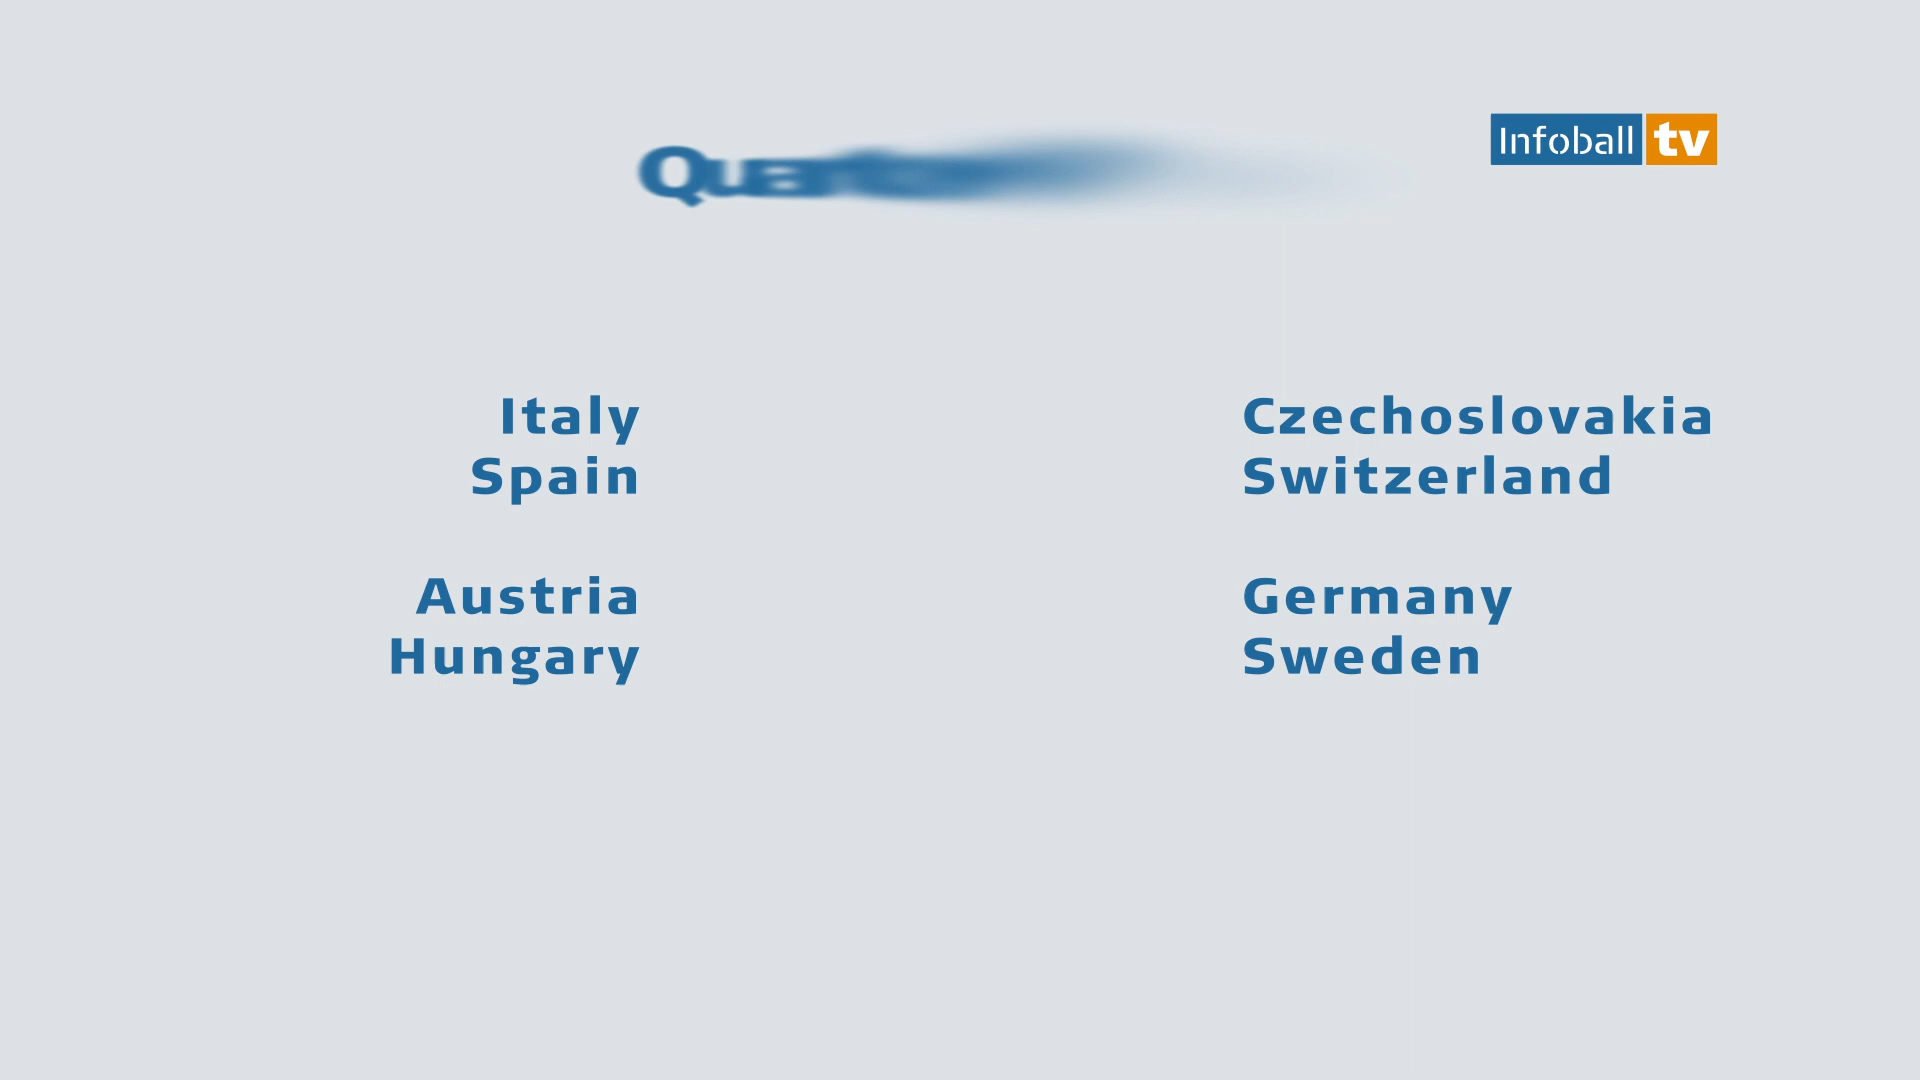 Infoball tv
Italy
Spain
Austria
Hungary
Czechoslovakia
Switzerland
Germany
Sweden